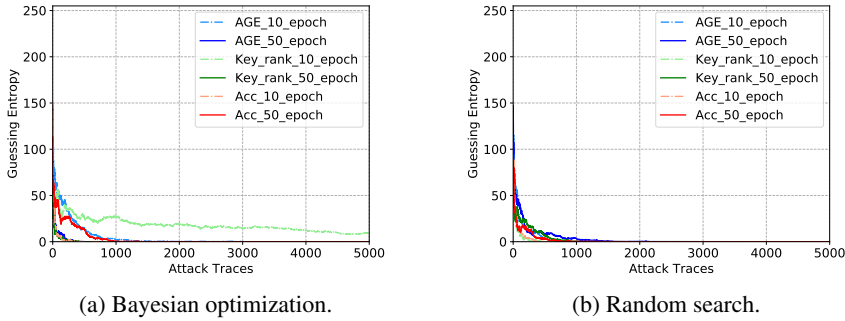 250
200
150
100
50
0
Guessing Entropy
0 1000 2000 3000 4000 5000
Attack Traces
AGE_10_epoch
AGE_50_epoch
Key_rank_10_epoch
Key_rank_50_epoch
Acc_10_epoch
Acc_50_epoch
(a) Bayesian optimization.
250
200
150
100
50
0
Guessing Entropy
0 1000 2000 3000 4000 5000
Attack Traces
AGE_10_epoch
AGE_50_epoch
Key_rank_10_epoch
Key_rank_50_epoch
Acc_10_epoch
Acc_50_epoch
(b) Random search.